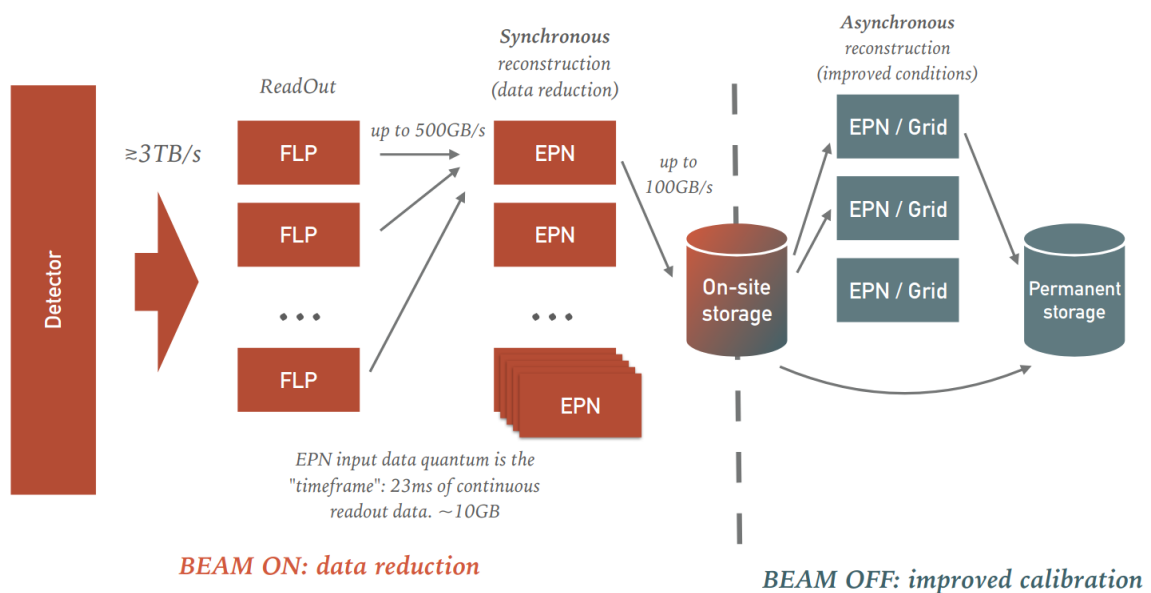 Detector
≳3TB/s
ReadOut
FLP
FLP
...
FLP
up to 500GB/s
Synchronous
reconstruction
(data reduction)
EPN
EPN
...
EPN
EPN input data quantum is the
"timeframe": 23ms of continuous
readout data. ~10GB
BEAM ON: data reduction
up to
100GB/s
On-site
storage
Asynchronous
reconstruction
(improved conditions)
EPN / Grid
EPN / Grid
EPN / Grid
Permanent
storage
BEAM OFF: improved calibration